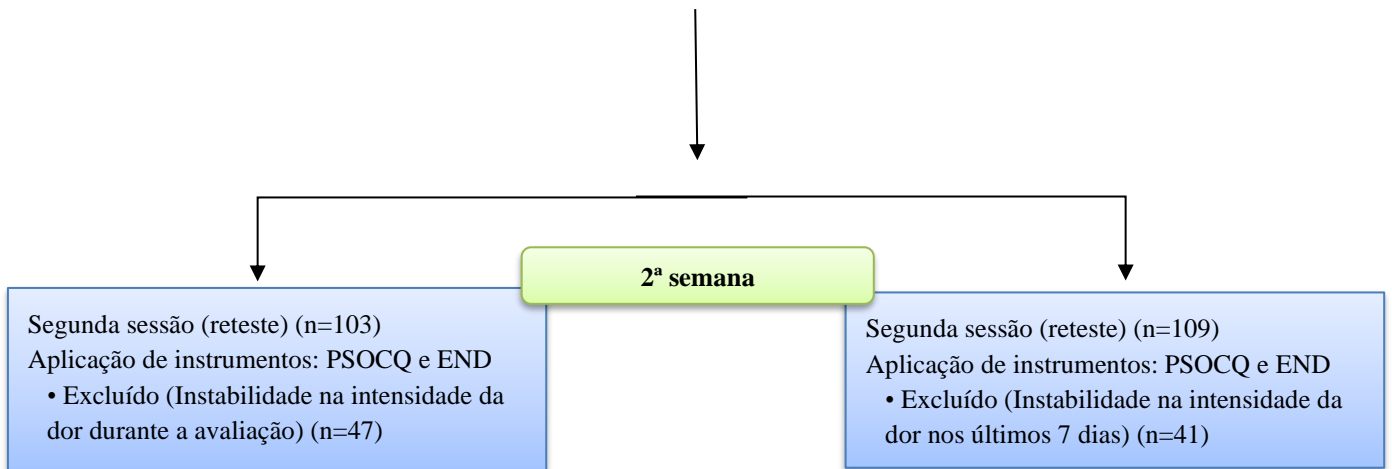 2ª semana
Segunda sessão (reteste) (n=103)
Aplicação de instrumentos: PSOCQ e END
• Excluído (Instabilidade na intensidade da
dor durante a avaliação) (n=47)
Segunda sessão (reteste) (n=109)
Aplicação de instrumentos: PSOCQ e END
• Excluído (Instabilidade na intensidade da
dor nos últimos 7 dias) (n=41)